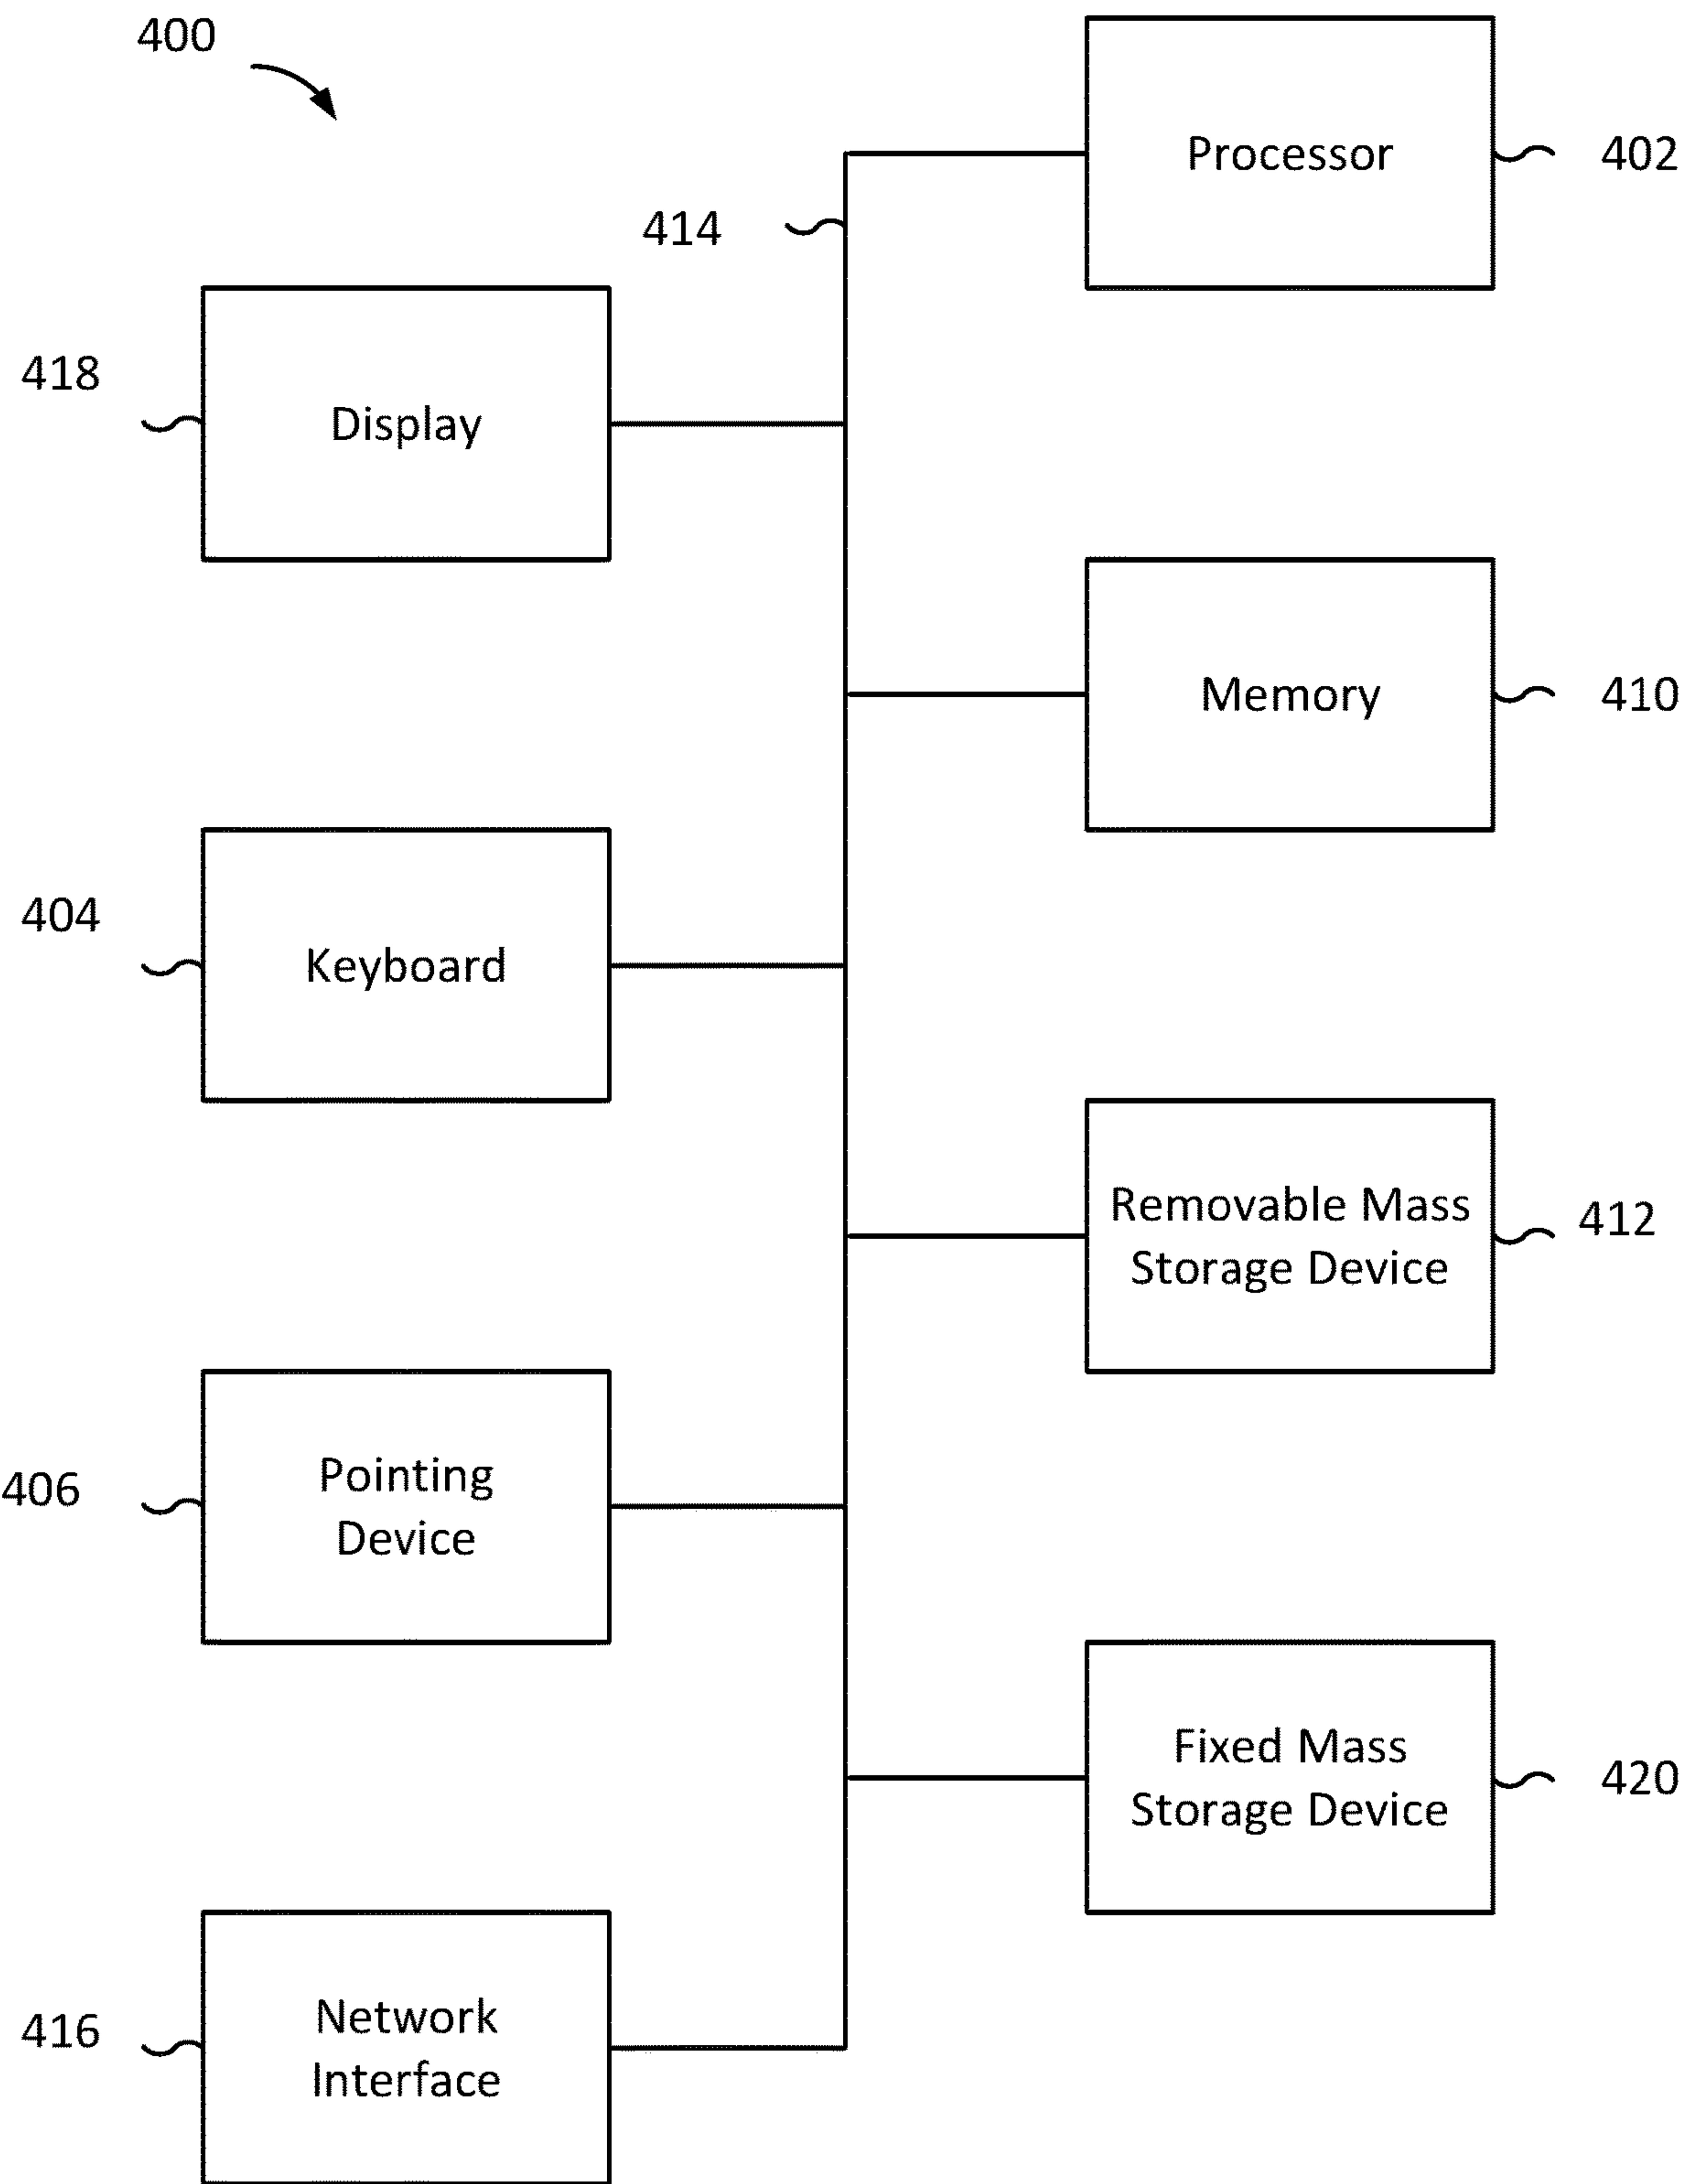 400
Processor
402
414
418
Display
Memory
410
404
Keyboard
Removable Mass
Storage Device
412
406
Pointing
Device
Fixed Mass
Storage Device
420
416
Network
Interface